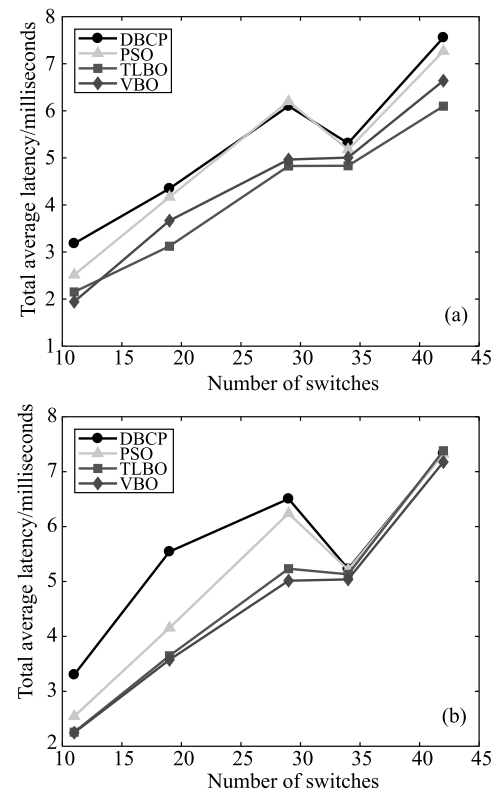 8
7
6
5
4
3
2
1
Total average latency/milliseconds
DBCP
PSO
TLBO
VBO
(a)
10 15 20 25 30 35 40 45
Number of switches
8
7
6
5
4
3
2
Total average latency/milliseconds
DBCP
PSO
TLBO
VBO
(b)
10 15 20 25 30 35 40 45
Number of switches